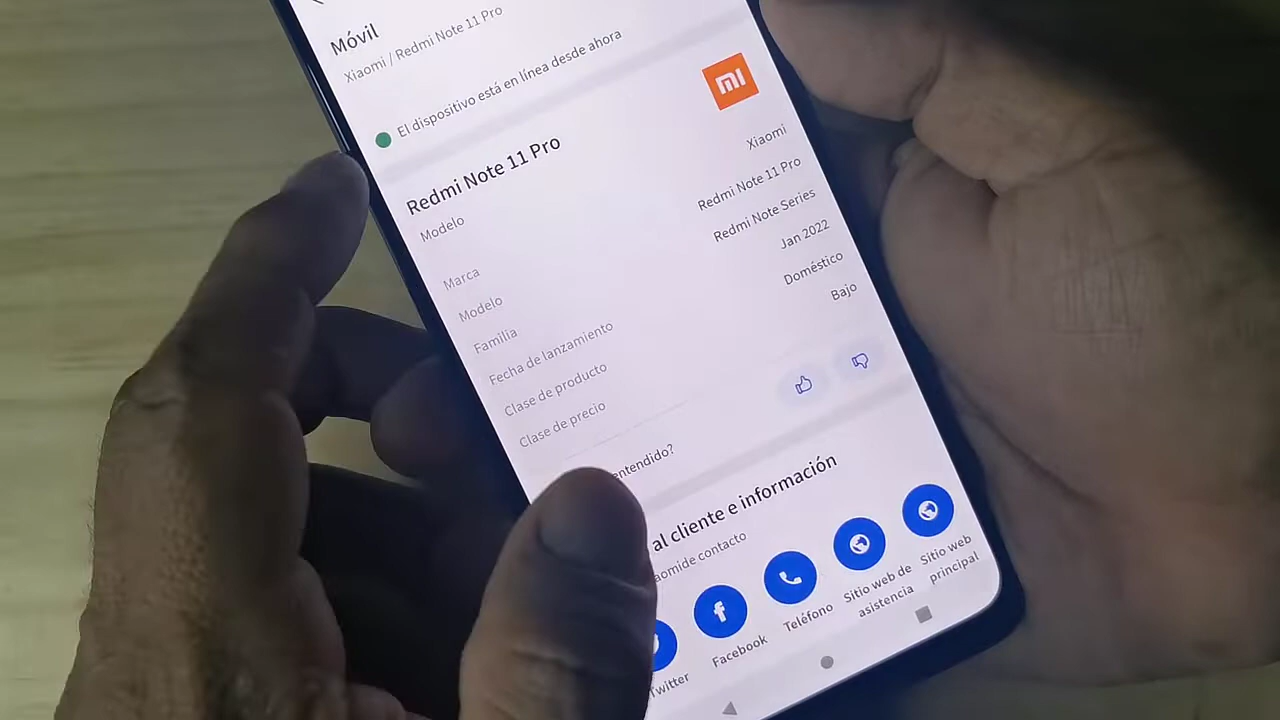 Móvil
Xiaomi / Redmi Note 11 Pro
El dispositivo está en línea desde ahora
mi
Redmi Note 11 Pro
Modelo
Marca Xiaomi
Modelo Redmi Note 11 Pro
Familia Redmi Note Series
Fecha de lanzamiento Jan 2022
Clase de producto Doméstico
Clase de precio Bajo
entendido?
al cliente e información
aomide contacto
Twitter
Facebook
Teléfono
Sitio web de
asistencia
Sitio web
principal